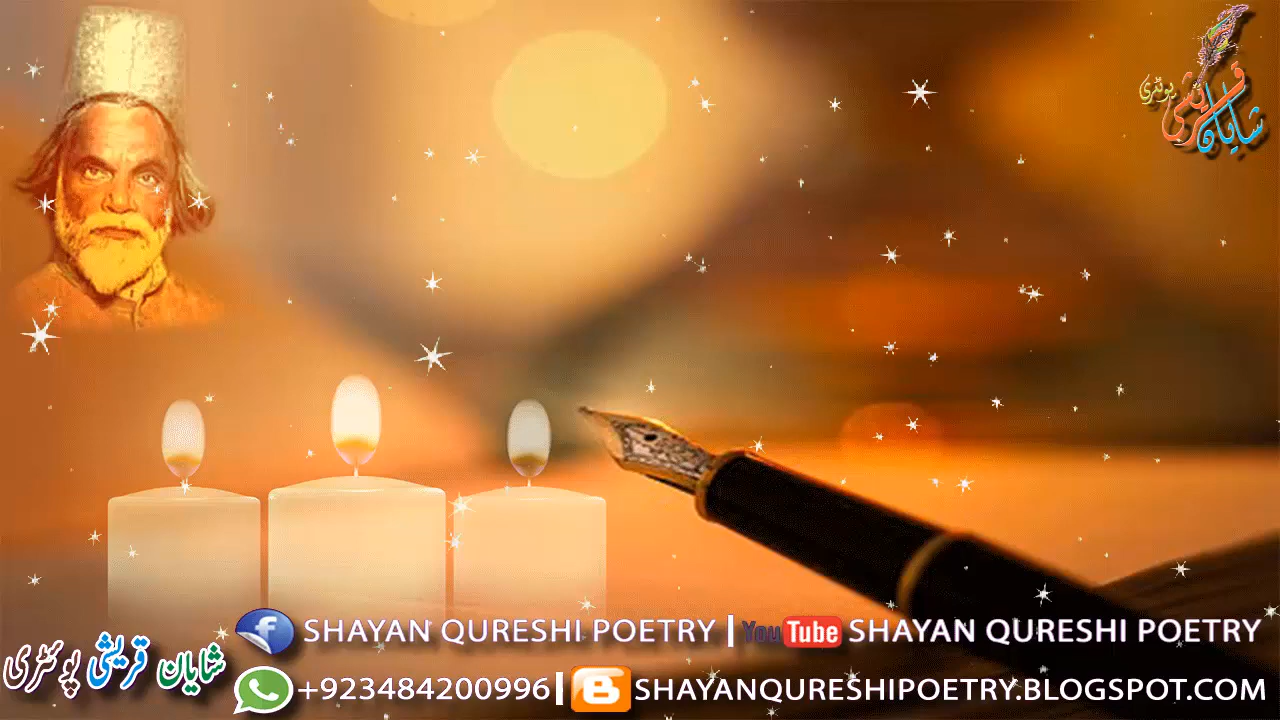 شایان قریشی پوئٹری
SHAYAN QURESHI POETRY | YouTube SHAYAN QURESHI POETRY
شایان قریشی پوئٹری
+923484200996 | SHAYANQURESHIPOETRY.BLOGSPOT.COM